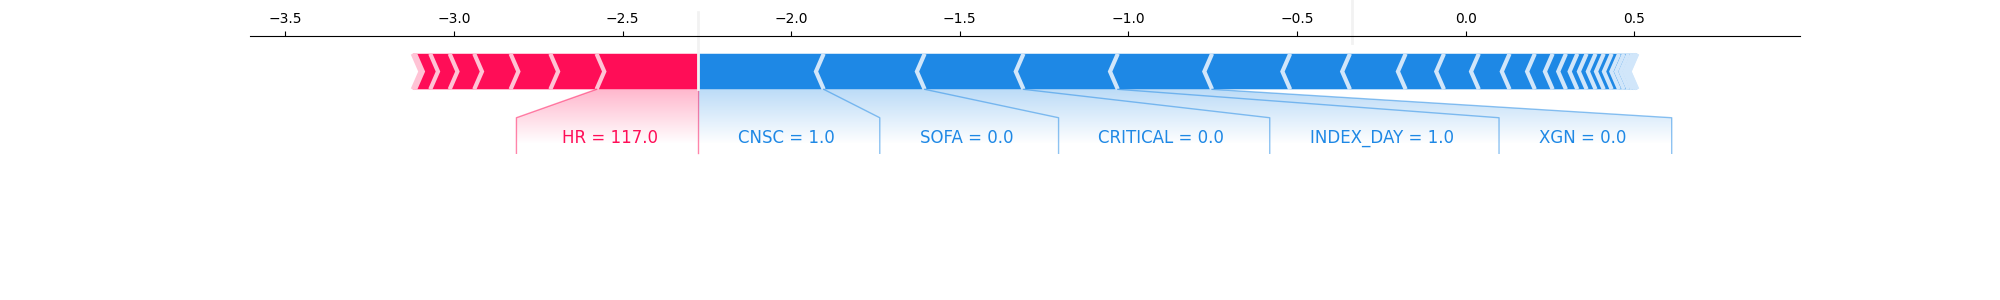 −3.5 −3.0 −2.5 −2.0 −1.5 −1.0 −0.5 0.0 0.5
HR = 117.0 CNSC = 1.0 SOFA = 0.0 CRITICAL = 0.0 INDEX_DAY = 1.0 XGN = 0.0